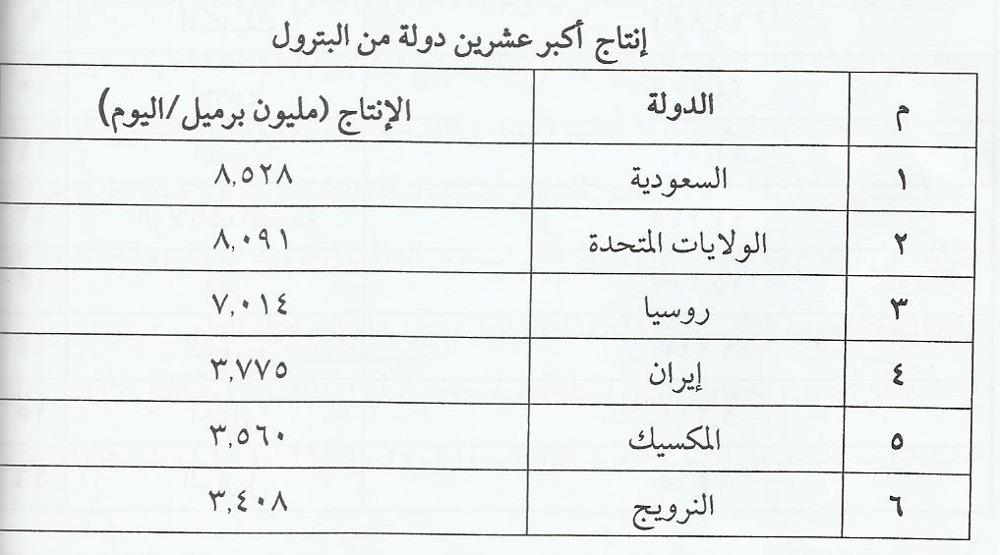 إنتاج أكبر عشرين دولة من البترول
م الدولة الإنتاج (مليون برميل/اليوم)
١ السعودية ٨,٥٢٨
٢ الولايات المتحدة ٨,٠٩١
٣ روسيا ٧,٠١٤
٤ إيران ٣,٧٧٥
٥ المكسيك ٣,٥٦٠
٦ النرويج ٣,٤٠٨